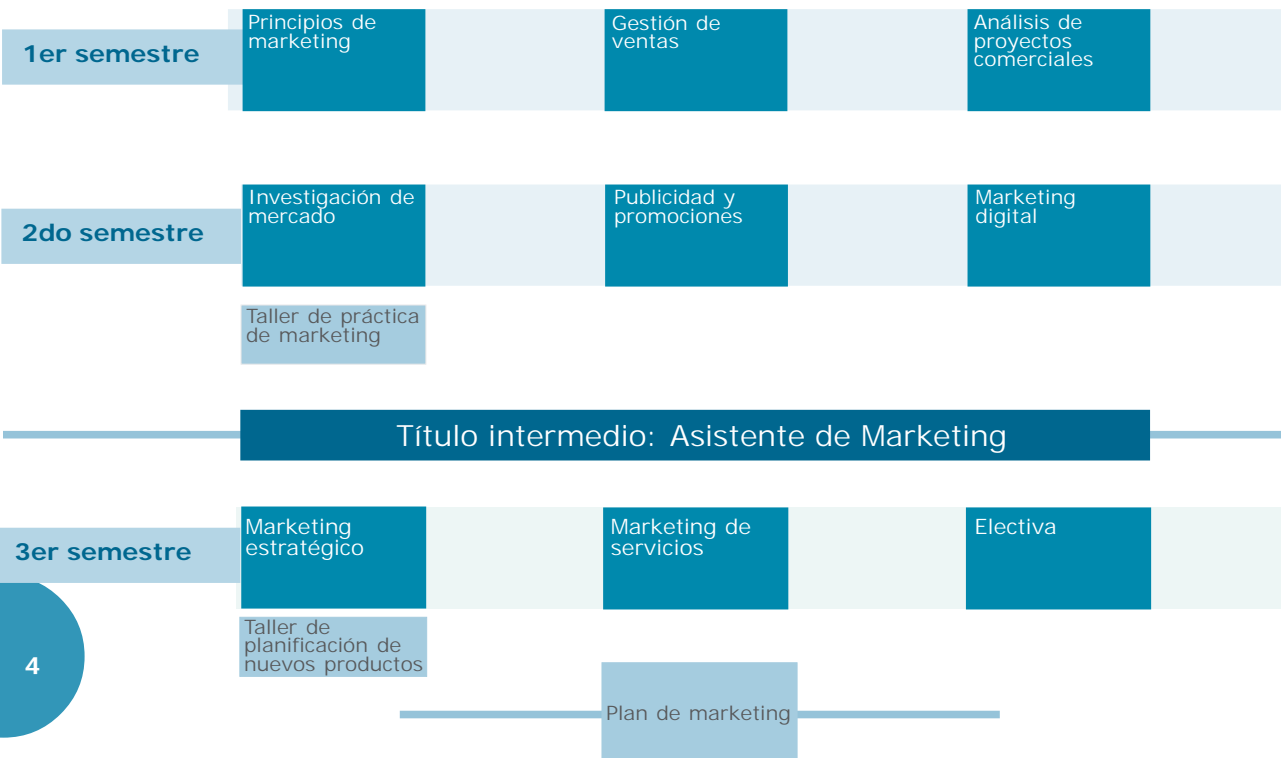 1er semestre
Principios de
marketing
Gestión de
ventas
Análisis de
proyectos
comerciales
2do semestre
Investigación de
mercado
Publicidad y
promociones
Marketing
digital
Taller de práctica
de marketing
Título intermedio: Asistente de Marketing
3er semestre
Marketing
estratégico
Marketing de
servicios
Electiva
Taller de
planificación de
nuevos productos
4
Plan de marketing